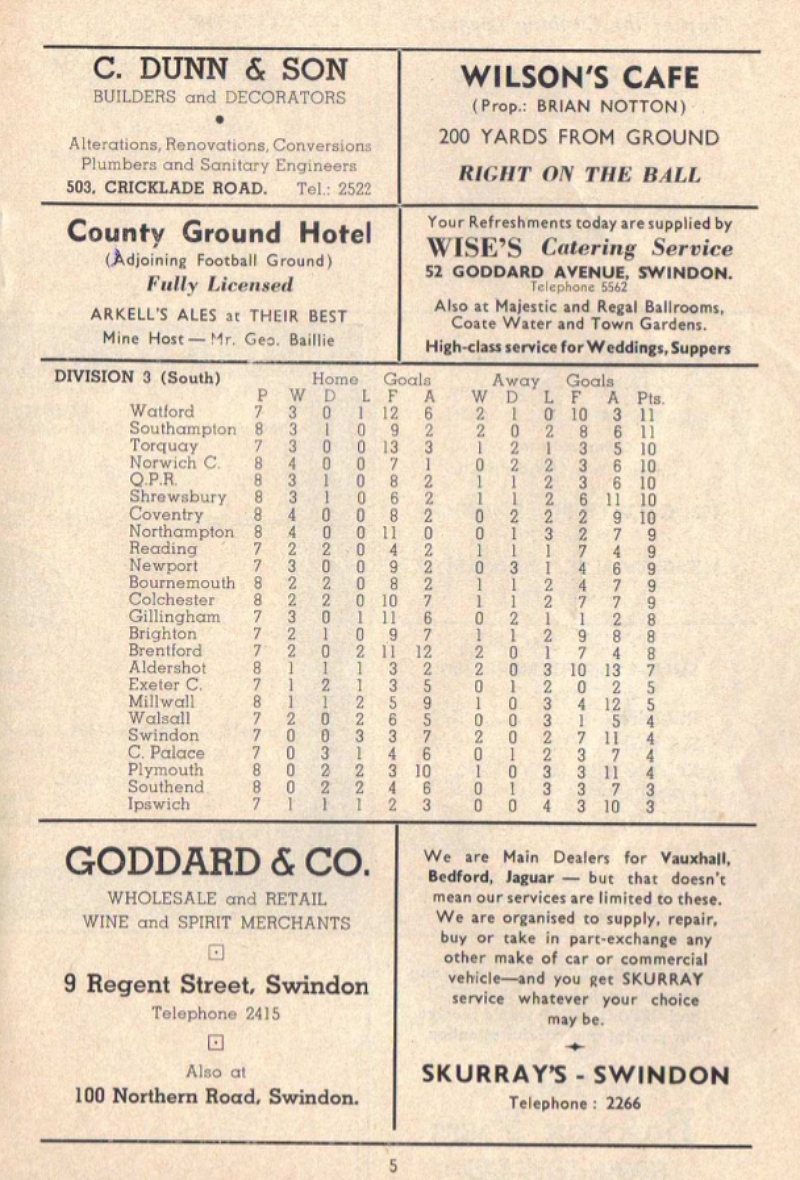 C. DUNN & SON
BUILDERS and DECORATORS
Alterations, Renovations, Conversions
Plumbers and Sanitary Engineers
503, CRICKLADE ROAD. Tel.: 2522
WILSON'S CAFE
(Prop.: BRIAN NOTTON)
200 YARDS FROM GROUND
RIGHT ON THE BALL
County Ground Hotel
(Adjoining Football Ground)
Fully Licensed
ARKELL'S ALES at THEIR BEST
Mine Host — Mr. Geo. Baillie
Your Refreshments today are supplied by
WISE'S Catering Service
52 GODDARD AVENUE, SWINDON.
Telephone 5562
Also at Majestic and Regal Ballrooms,
Coate Water and Town Gardens.
High-class service for Weddings, Suppers
DIVISION 3 (South) Home Goals Away Goals
P W D L F A W D L F A Pts.
Watford 7 3 0 1 12 6 2 1 0 10 3 11
Southampton 8 3 1 0 9 2 2 0 2 8 6 11
Torquay 7 3 0 0 13 3 1 2 1 3 5 10
Norwich C. 8 4 0 0 7 1 0 2 2 3 6 10
Q.P.R. 8 3 1 0 8 2 1 1 2 3 6 10
Shrewsbury 8 3 1 0 6 2 1 1 2 6 11 10
Coventry 8 4 0 0 8 2 0 2 2 2 9 10
Northampton 8 4 0 0 11 0 0 1 3 2 7 9
Reading 7 2 2 0 4 2 1 1 1 7 4 9
Newport 7 3 0 0 9 2 0 3 1 4 6 9
Bournemouth 8 2 2 0 8 2 1 1 2 4 7 9
Colchester 8 2 2 0 10 7 1 1 2 7 7 9
Gillingham 7 3 0 1 11 6 0 2 1 1 2 8
Brighton 7 2 1 0 9 7 1 1 2 9 8 8
Brentford 7 2 0 2 11 12 2 0 1 7 4 8
Aldershot 8 1 1 1 3 2 2 0 3 10 13 7
Exeter C. 7 1 2 1 3 5 0 1 2 0 2 5
Millwall 8 1 1 2 5 9 1 0 3 4 12 5
Walsall 7 2 0 2 6 5 0 0 3 1 5 4
Swindon 7 0 0 3 3 7 2 0 2 7 11 4
C. Palace 7 0 3 1 4 6 0 1 2 3 7 4
Plymouth 8 0 2 2 3 10 1 0 3 3 11 4
Southend 8 0 2 2 4 6 0 1 3 3 7 3
Ipswich 7 1 1 1 2 3 0 0 4 3 10 3
GODDARD & CO.
WHOLESALE and RETAIL
WINE and SPIRIT MERCHANTS
9 Regent Street, Swindon
Telephone 2415
Also at
100 Northern Road, Swindon.
We are Main Dealers for Vauxhall,
Bedford, Jaguar — but that doesn't
mean our services are limited to these.
We are organised to supply, repair,
buy or take in part-exchange any
other make of car or commercial
vehicle—and you get SKURRAY
service whatever your choice
may be.
SKURRAY'S - SWINDON
Telephone : 2266
5